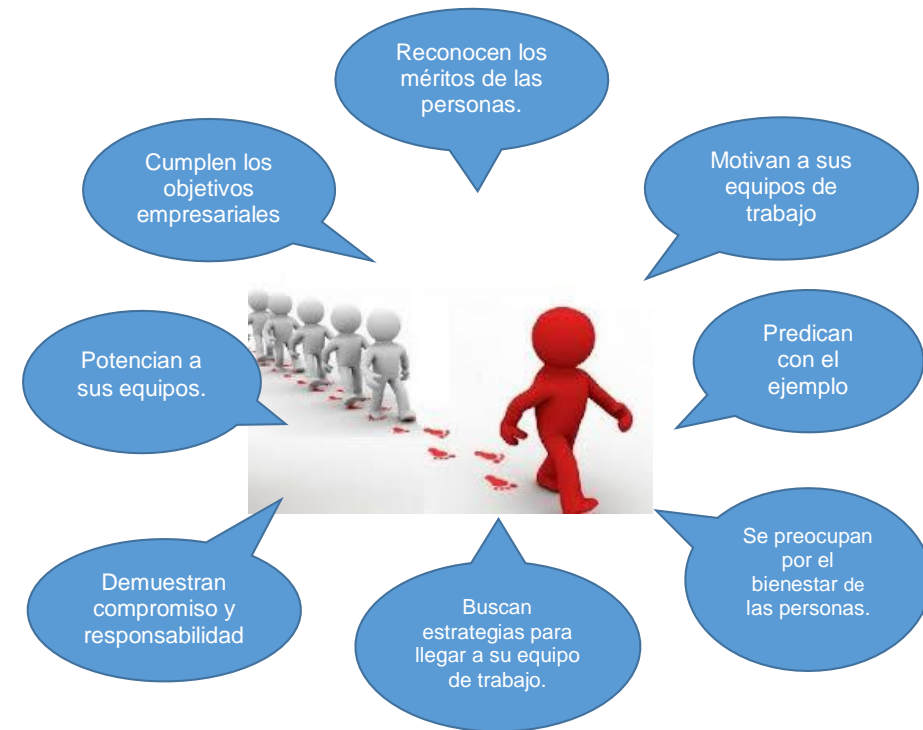 Reconocen los
méritos de las
personas.
Cumplen los
objetivos
empresariales
Motivan a sus
equipos de
trabajo
Potencian a
sus equipos.
Predican
con el
ejemplo
Demuestran
compromiso y
responsabilidad
Buscan
estrategias para
llegar a su equipo
de trabajo.
Se preocupan
por el
bienestar de
las personas.